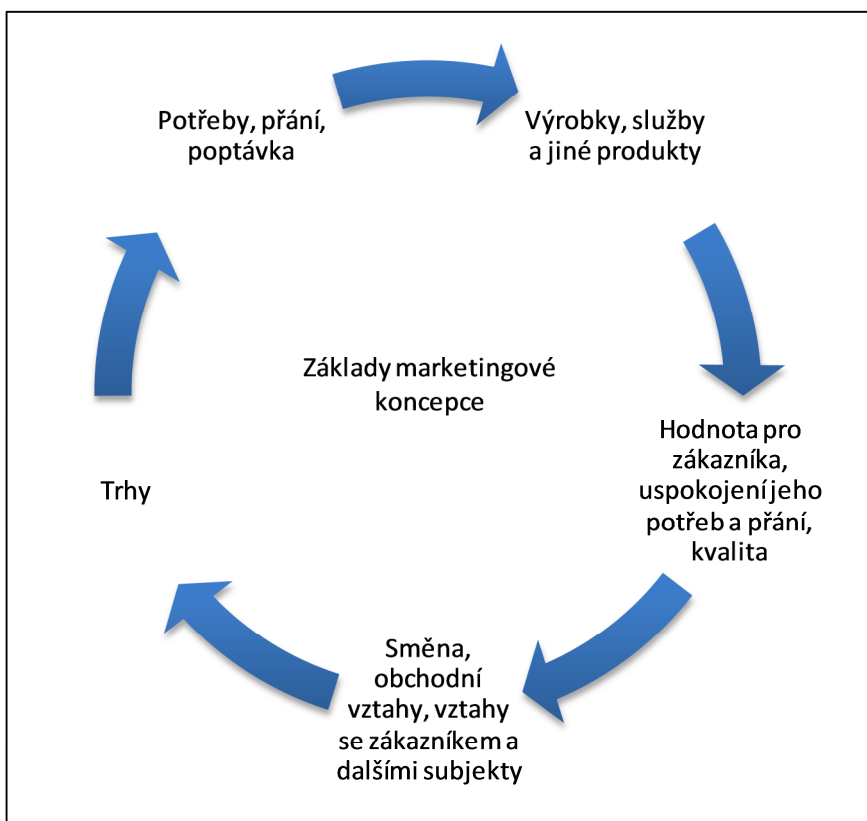 Potřeby, přání,
poptávka
Výrobky, služby
a jiné produkty
Základy marketingové
koncepce
Hodnota pro
zákazníka,
uspokojení jeho
potřeb a přání,
kvalita
Trhy
Směna,
obchodní
vztahy, vztahy
se zákazníkem a
dalšími subjekty